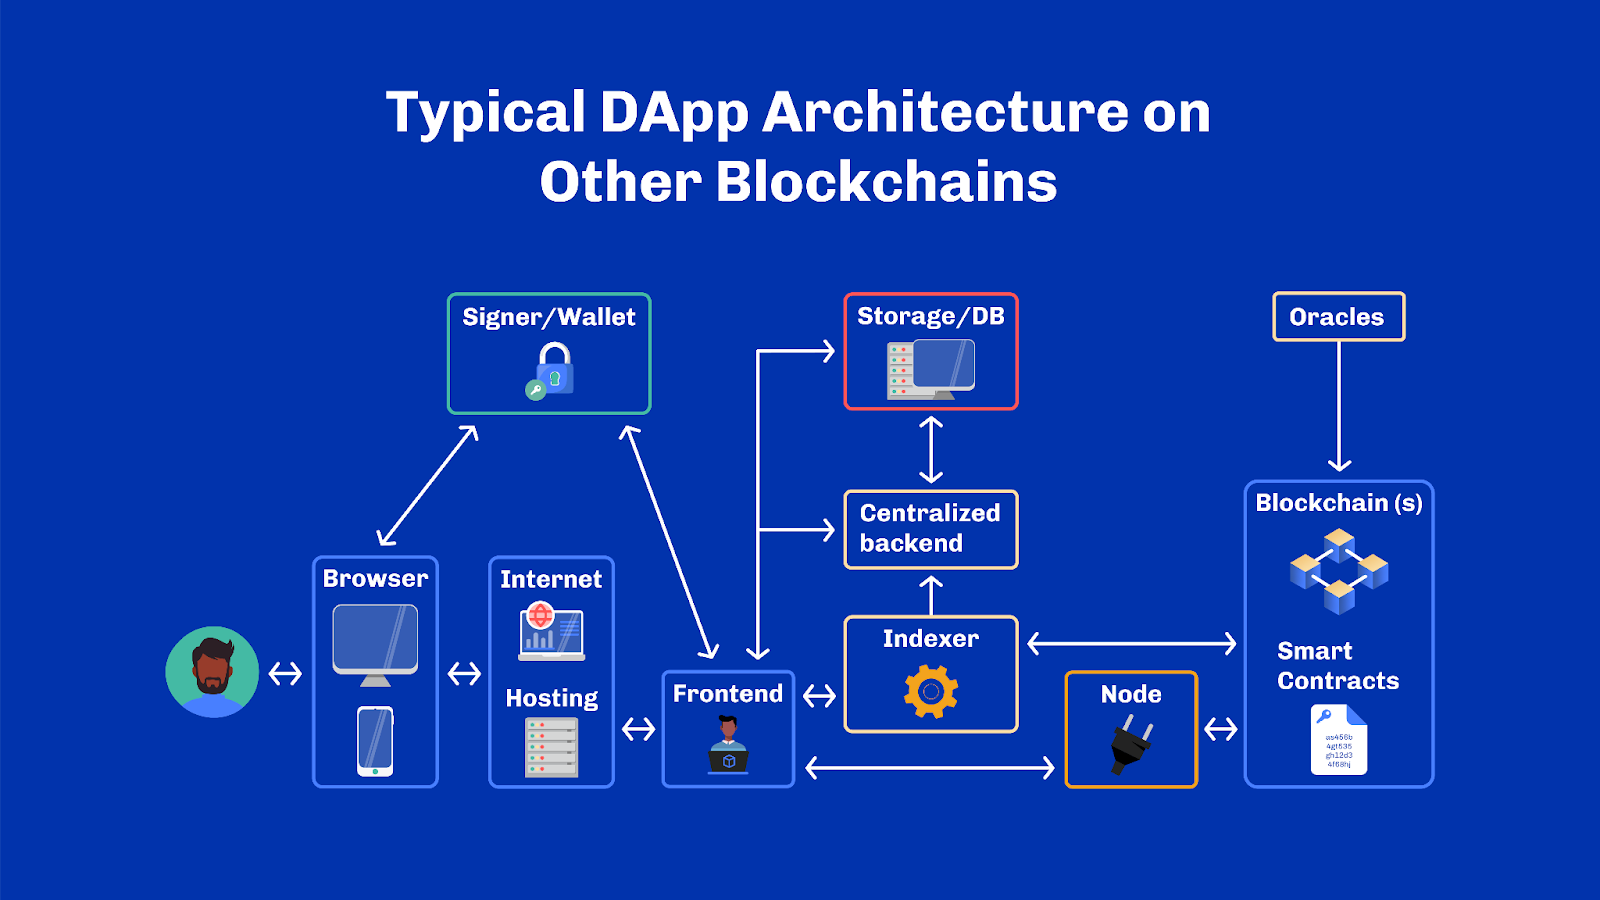 Typical DApp Architecture on
Other Blockchains
Signer/Wallet
Storage/DB
Oracles
Centralized
backend
Blockchain (s)
Browser
Internet
Hosting
Frontend
Indexer
Node
Smart
Contracts
as456b
4gt535
gh12d3
4f68hj